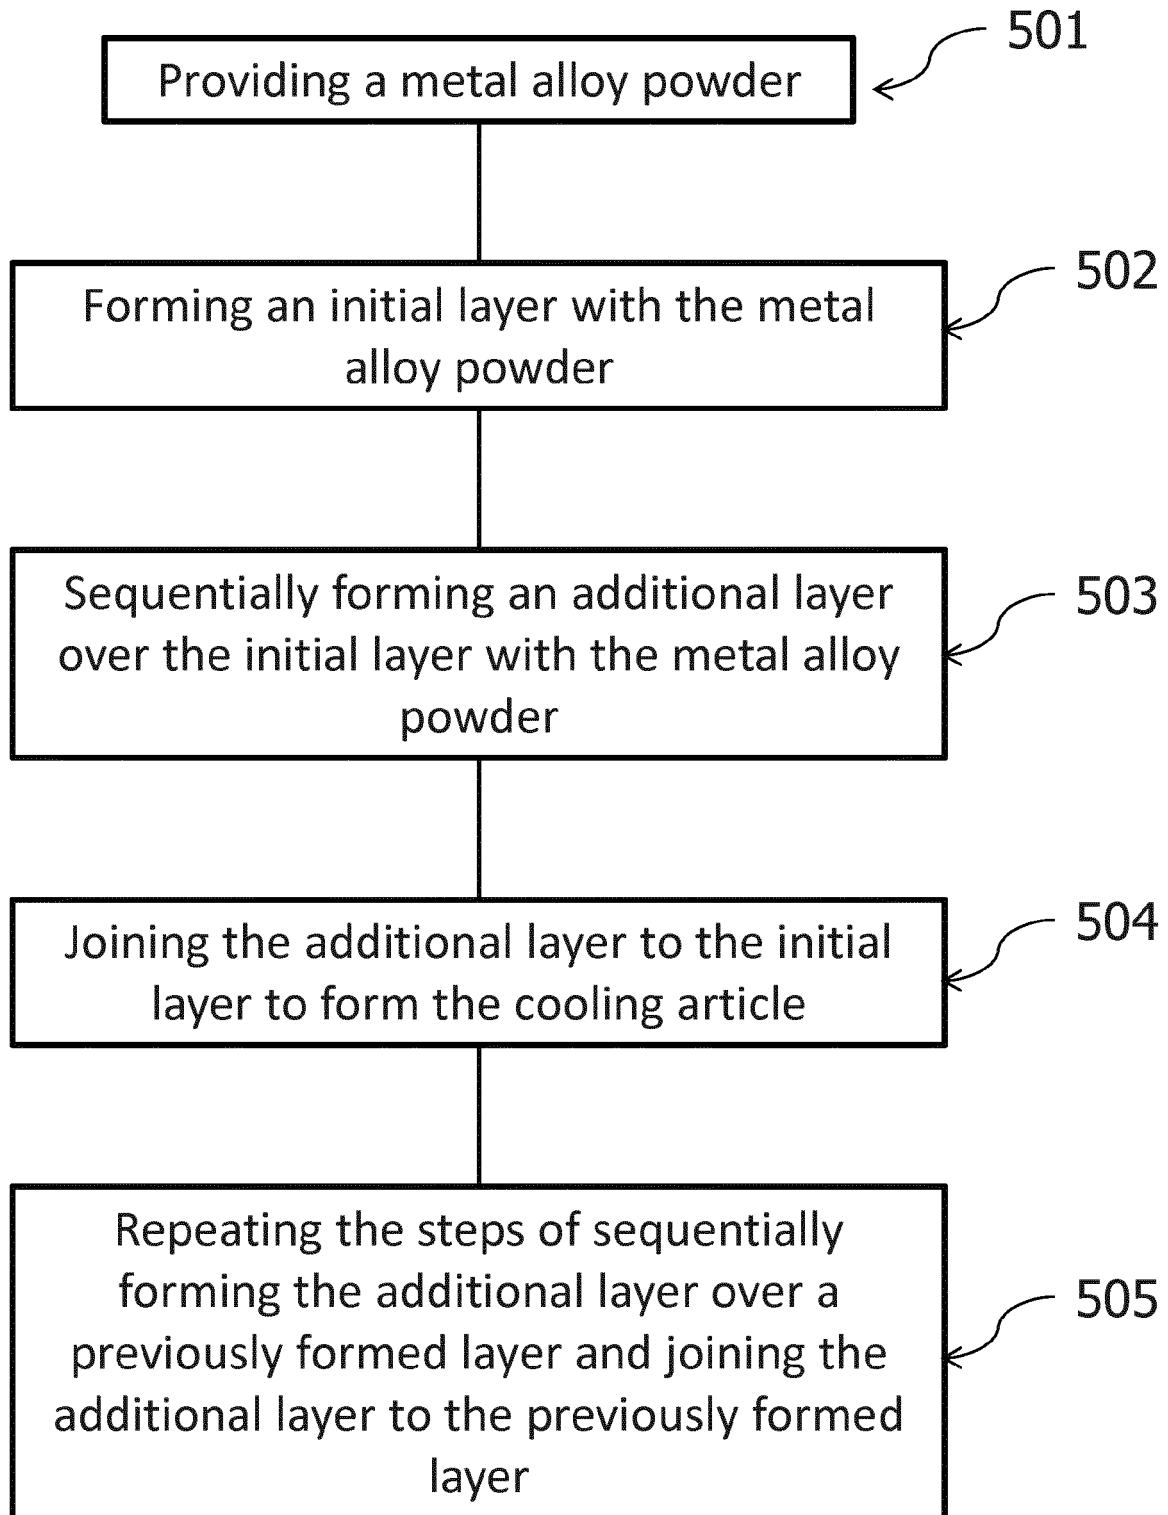 501
Providing a metal alloy powder
502
Forming an initial layer with the metal
alloy powder
503
Sequentially forming an additional layer
over the initial layer with the metal alloy
powder
504
Joining the additional layer to the initial
layer to form the cooling article
505
Repeating the steps of sequentially
forming the additional layer over a
previously formed layer and joining the
additional layer to the previously formed
layer